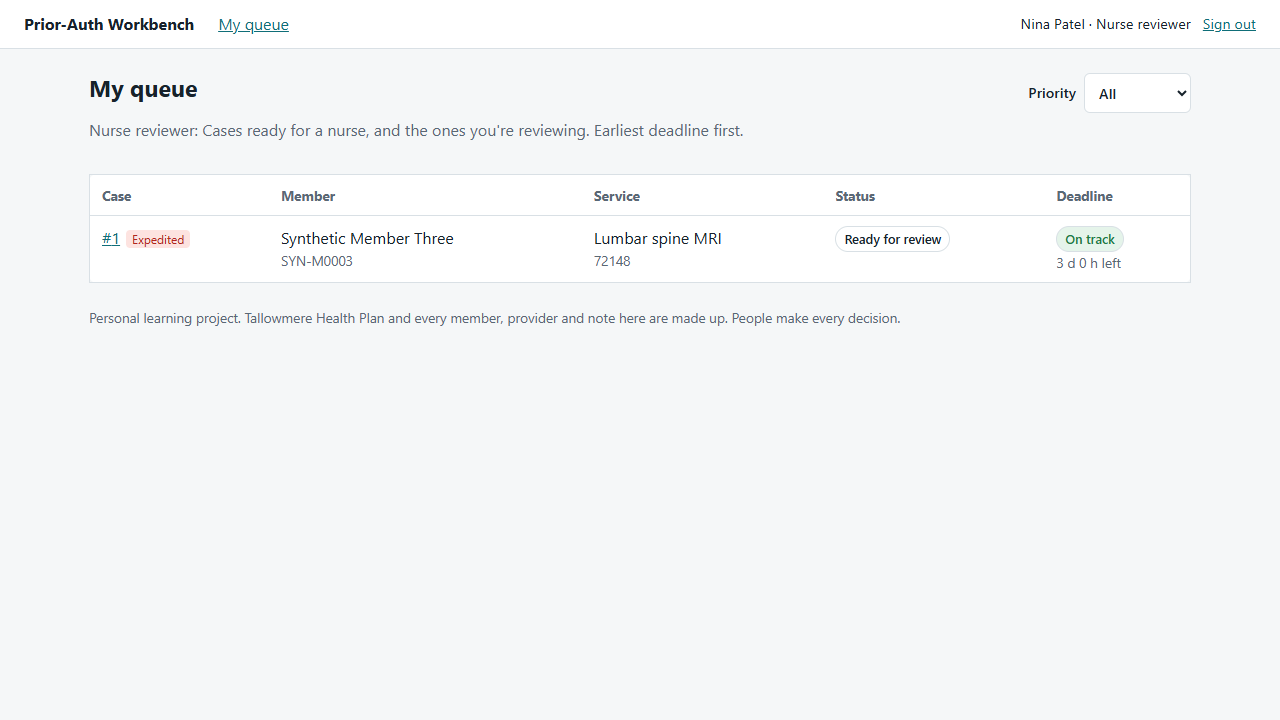 Prior-Auth Workbench My queue Nina Patel · Nurse reviewer Sign out
My queue
Priority All
Nurse reviewer: Cases ready for a nurse, and the ones you're reviewing. Earliest deadline first.
Case Member Service Status Deadline
#1 Expedited Synthetic Member Three Lumbar spine MRI Ready for review On track
SYN-M0003 72148 3 d 0 h left
Personal learning project. Tallowmere Health Plan and every member, provider and note here are made up. People make every decision.